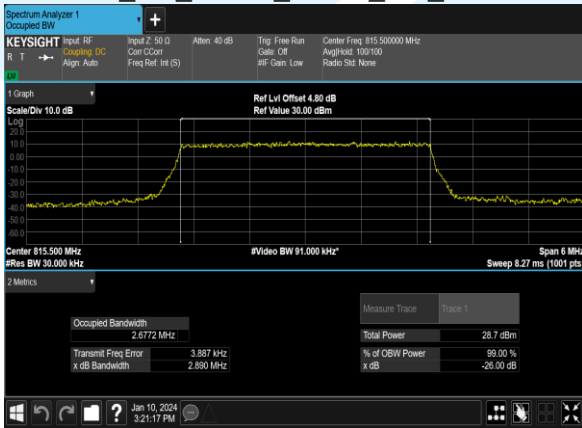 Spectrum Analyzer 1
Occupied BW
KEYSIGHT Input: RF Input Z: 50 Ω Atten: 40 dB Trig: Free Run Center Freq: 815.500000 MHz
R T Coupling: DC Corr CCorr Gate: Off Avg|Hold: 100/100
Align: Auto Freq Ref: Int (S) #IF Gain: Low Radio Std: None
1 Graph
Ref Lvl Offset 4.80 dB
Scale/Div 10.0 dB Ref Value 30.00 dBm
Log
20.0
10.0
0.00
-10.0
-20.0
-30.0
-40.0
-50.0
-60.0
Center 815.500 MHz #Video BW 91.000 kHz* Span 6 MHz
#Res BW 30.000 kHz Sweep 8.27 ms (1001 pts
2 Metrics
Measure Trace Trace 1
Occupied Bandwidth
2.6772 MHz Total Power 28.7 dBm
Transmit Freq Error 3.887 kHz % of OBW Power 99.00 %
x dB Bandwidth 2.890 MHz x dB -26.00 dB
? Jan 10, 2024
3:21:17 PM